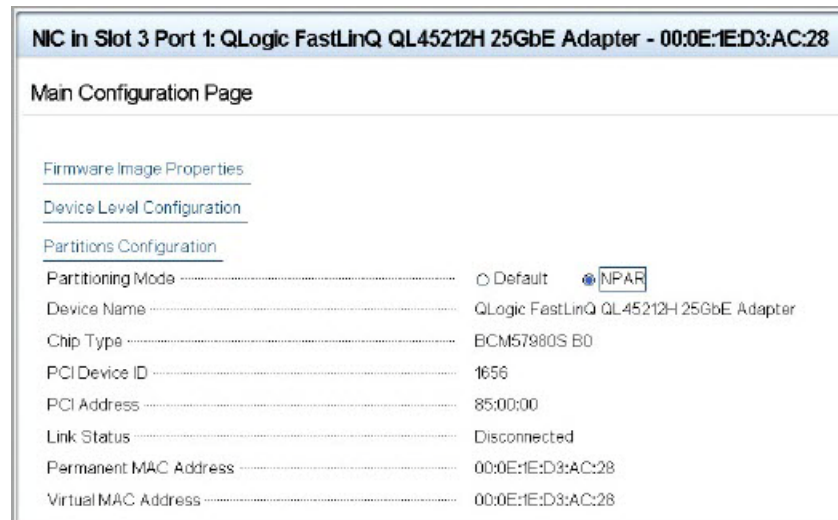 NIC in Slot 3 Port 1: QLogic FastLinQ QL45212H 25GbE Adapter - 00:0E:1E:D3:AC:28
Main Configuration Page
Firmware Image Properties
Device Level Configuration
Partitions Configuration
Partitioning Mode Default NPAR
Device Name QLogic FastLinQ QL45212H 25GbE Adapter
Chip Type BCM57980S B0
PCI Device ID 1656
PCI Address 85:00:00
Link Status Disconnected
Permanent MAC Address 00:0E:1E:D3:AC:28
Virtual MAC Address 00:0E:1E:D3:AC:28